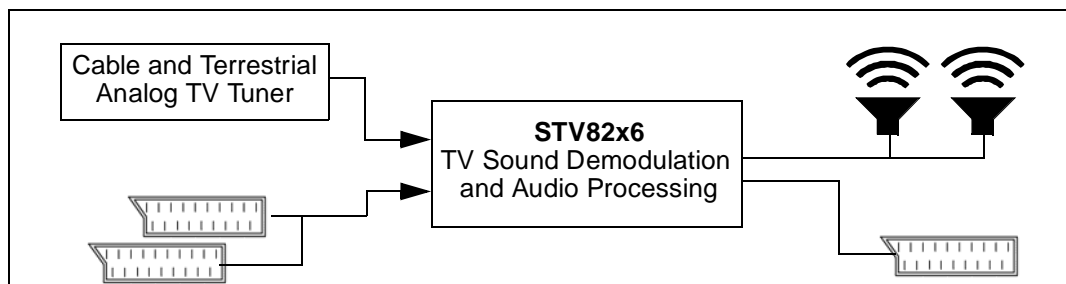 Cable and Terrestrial
Analog TV Tuner
STV82x6
TV Sound Demodulation
and Audio Processing